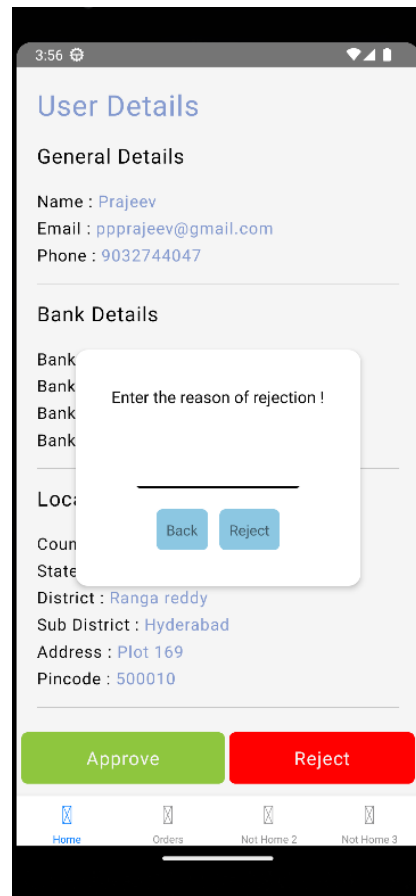 3:56
User Details
General Details
Name : Prajeev
Email : ppprajeev@gmail.com
Phone : 9032744047
Bank Details
Bank
Bank
Bank
Bank
Enter the reason of rejection !
Back Reject
Loca
Coun
State
District : Ranga reddy
Sub District : Hyderabad
Address : Plot 169
Pincode : 500010
Approve Reject
Home Orders Not Home 2 Not Home 3